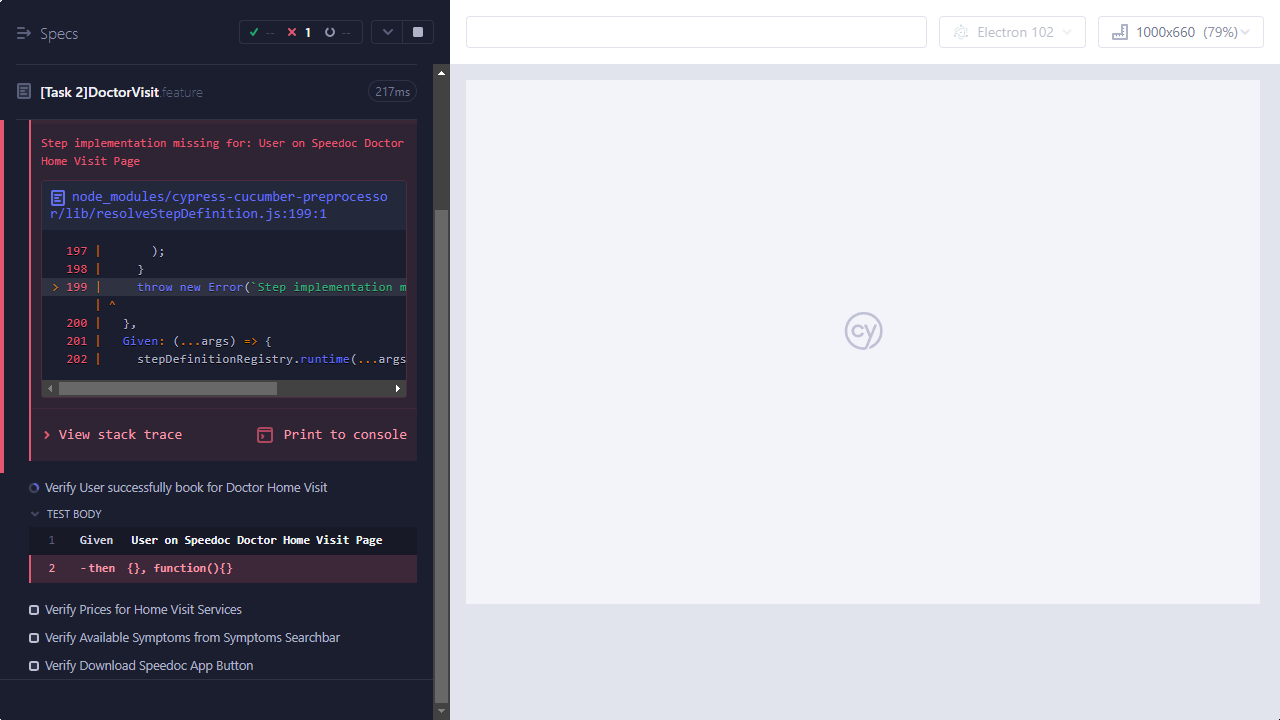 Specs
-- 1 --
Electron 102
1000x660 (79%)
[Task 2]DoctorVisit.feature 217ms
Step implementation missing for: User on Speedoc Doctor
Home Visit Page
node_modules/cypress-cucumber-preprocesso
r/lib/resolveStepDefinition.js:199:1
197 | );
198 | }
> 199 | throw new Error(`Step implementation m
| ^
200 | },
201 | Given: (...args) => {
202 | stepDefinitionRegistry.runtime(...args
View stack trace Print to console
cy
Verify User successfully book for Doctor Home Visit
TEST BODY
1 Given User on Speedoc Doctor Home Visit Page
2 -then {}, function(){}
Verify Prices for Home Visit Services
Verify Available Symptoms from Symptoms Searchbar
Verify Download Speedoc App Button